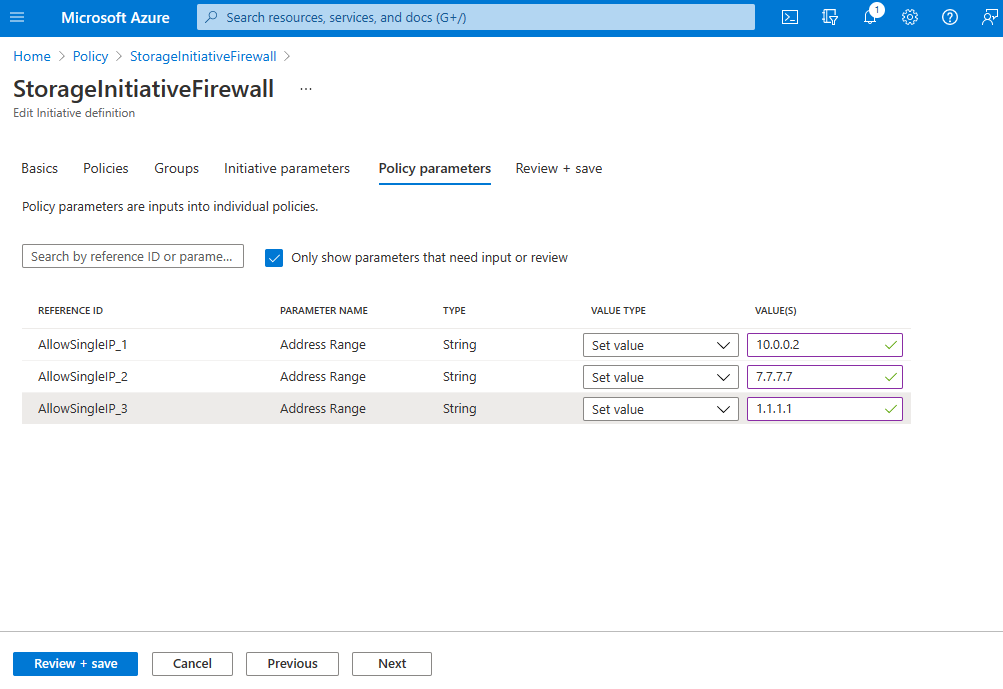 Microsoft Azure
Search resources, services, and docs (G+/)
1
Home > Policy > StorageInitiativeFirewall >
StorageInitiativeFirewall ...
Edit Initiative definition
Basics Policies Groups Initiative parameters Policy parameters Review + save
Policy parameters are inputs into individual policies.
Search by reference ID or parame... Only show parameters that need input or review
REFERENCE ID PARAMETER NAME TYPE VALUE TYPE VALUE(S)
AllowSingleIP_1 Address Range String Set value 10.0.0.2
AllowSingleIP_2 Address Range String Set value 7.7.7.7
AllowSingleIP_3 Address Range String Set value 1.1.1.1
Review + save Cancel Previous Next